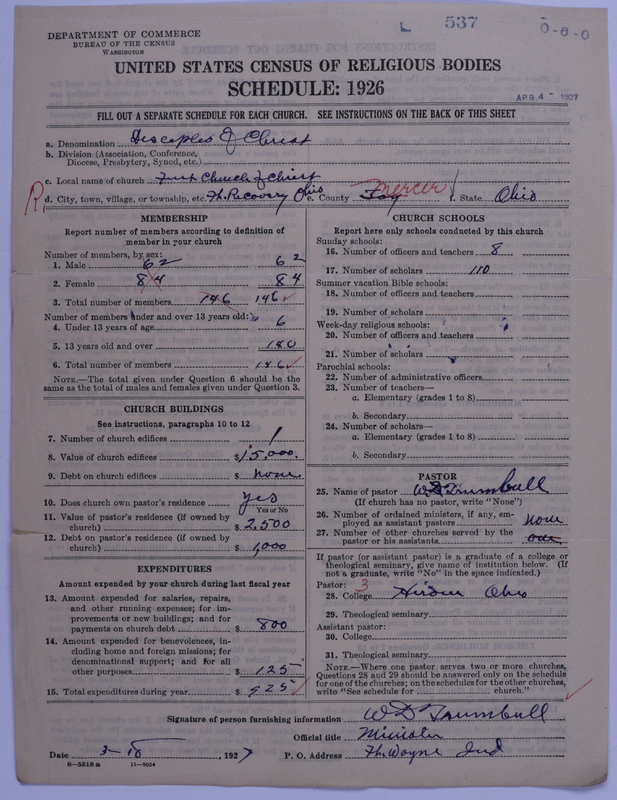 537
0-6-0
DEPARTMENT OF COMMERCE
BUREAU OF THE CENSUS
WASHINGTON
UNITED STATES CENSUS OF RELIGIOUS BODIES
SCHEDULE: 1926
APR 4 - 1927
FILL OUT A SEPARATE SCHEDULE FOR EACH CHURCH. SEE INSTRUCTIONS ON THE BACK OF THIS SHEET
a. Denomination Disciples of Christ
b. Division (Association, Conference, Diocese, Presbytery, Synod, etc.)
c. Local name of church First Church of Christ
R d. City, town, village, or township, etc. Ft. Recovery Ohio e. County Mercer f. State Ohio
MEMBERSHIP
Report number of members according to definition of
member in your church
Number of members, by sex:
1. Male 62 62
2. Female 84 84
3. Total number of members 146 146
Number of members under and over 13 years old:
4. Under 13 years of age 6
5. 13 years old and over 140
6. Total number of members 146
NOTE.—The total given under Question 6 should be the
same as the total of males and females given under Question 3.
CHURCH BUILDINGS
See instructions, paragraphs 10 to 12
7. Number of church edifices 1
8. Value of church edifices $ 15,000.
9. Debt on church edifices $ none
10. Does church own pastor's residence yes
Yes or No
11. Value of pastor's residence (if owned by
church) $ 2,500
12. Debt on pastor's residence (if owned by
church) $ 1,000
EXPENDITURES
Amount expended by your church during last fiscal year
13. Amount expended for salaries, repairs,
and other running expenses; for im-
provements or new buildings; and for
payments on church debt $ 800
14. Amount expended for benevolences, in-
cluding home and foreign missions; for
denominational support; and for all
other purposes $ 125
15. Total expenditures during year $ 925
CHURCH SCHOOLS
Report here only schools conducted by this church
Sunday schools:
16. Number of officers and teachers 8
17. Number of scholars 110
Summer vacation Bible schools:
18. Number of officers and teachers
19. Number of scholars
Week-day religious schools:
20. Number of officers and teachers
21. Number of scholars
Parochial schools:
22. Number of administrative officers
23. Number of teachers—
a. Elementary (grades 1 to 8)
b. Secondary
24. Number of scholars—
a. Elementary (grades 1 to 8)
b. Secondary
PASTOR
25. Name of pastor WD Trumbull
(If church has no pastor, write "None")
26. Number of ordained ministers, if any, em-
ployed as assistant pastors none
27. Number of other churches served by the
pastor or his assistants one
If pastor (or assistant pastor) is a graduate of a college or
theological seminary, give name of institution below. (If
not a graduate, write "No" in the space indicated.)
Pastor: 3
28. College Hiram Ohio
29. Theological seminary
Assistant pastor:
30. College
31. Theological seminary
NOTE.—Where one pastor serves two or more churches,
Questions 28 and 29 should be answered only on the schedule
for one of the churches; on the schedules for the other churches,
write "See schedule for church."
Signature of person furnishing information WD Trumbull
Official title Minister
Date 3-18, 1927 P. O. Address Ft. Wayne Ind
8-5518 a 11-9054